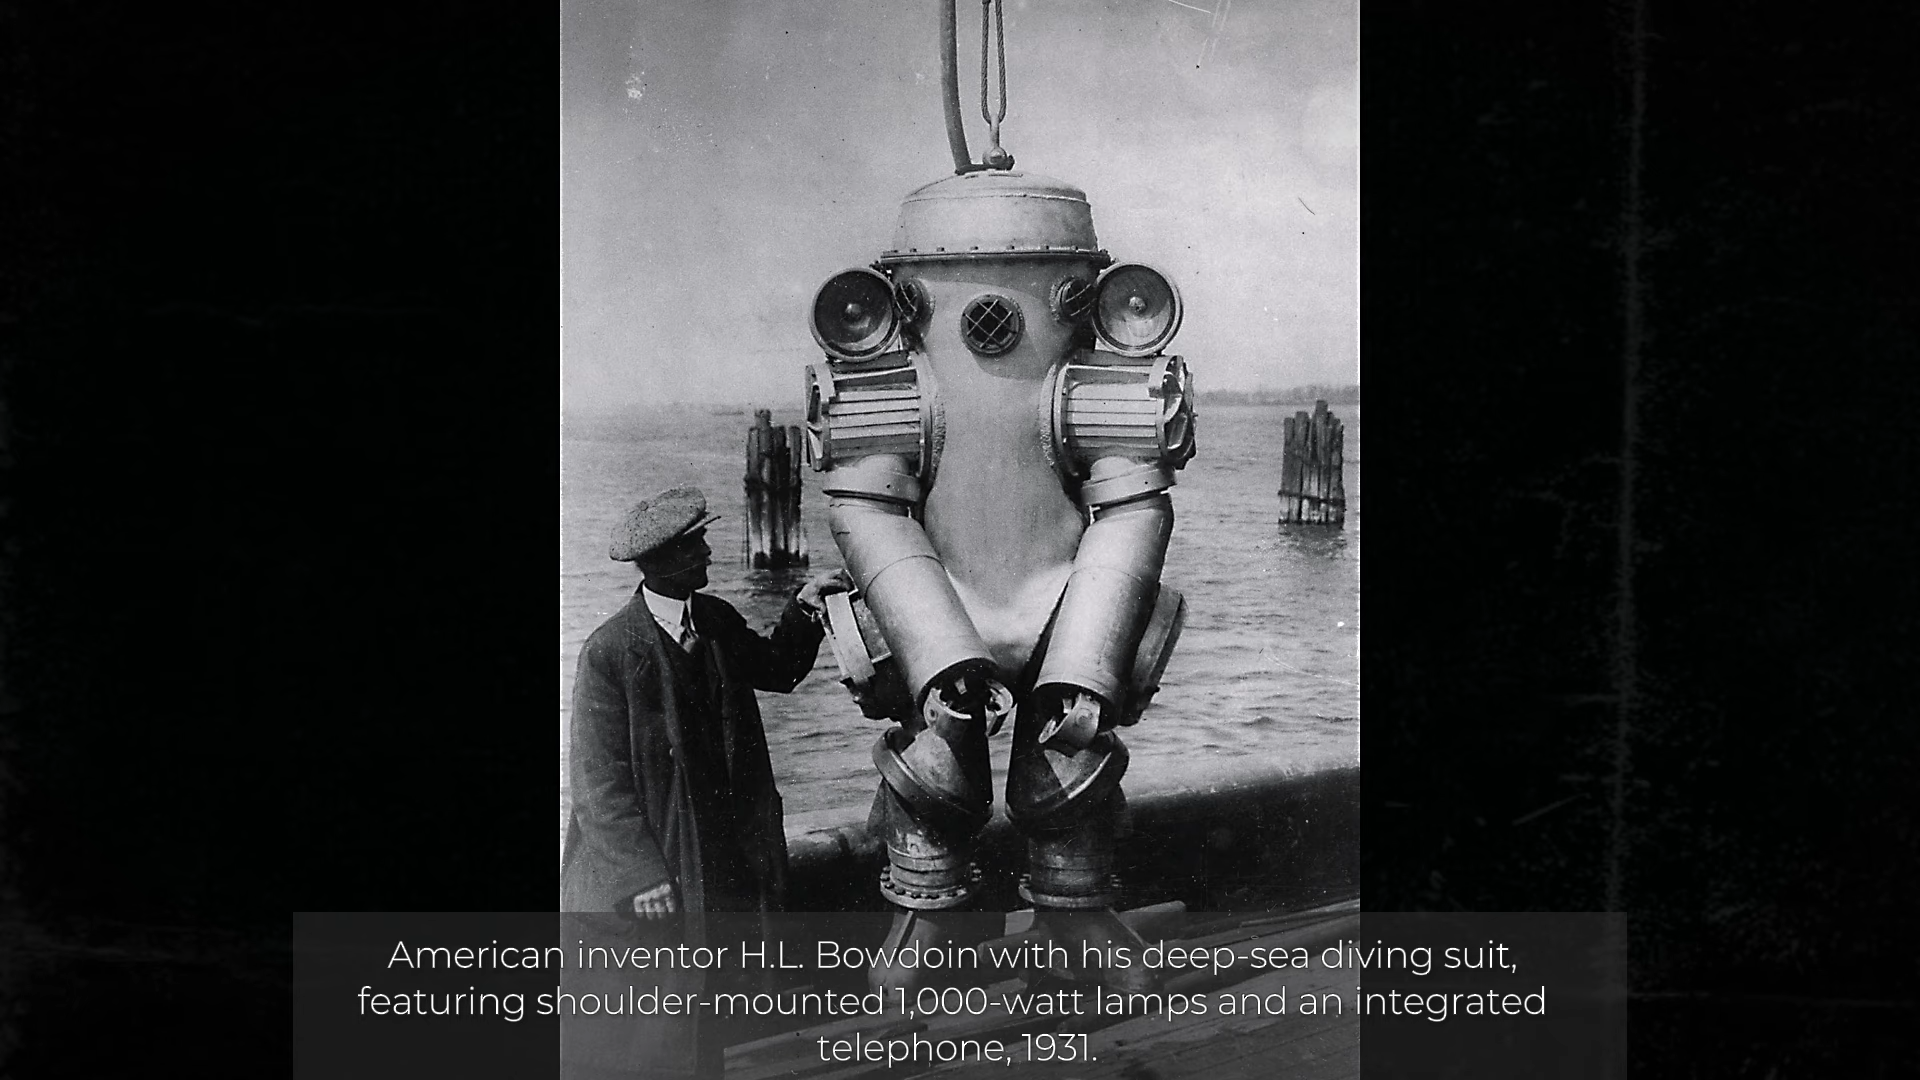 American inventor H.L. Bowdoin with his deep-sea diving suit,
featuring shoulder-mounted 1,000-watt lamps and an integrated
telephone, 1931.